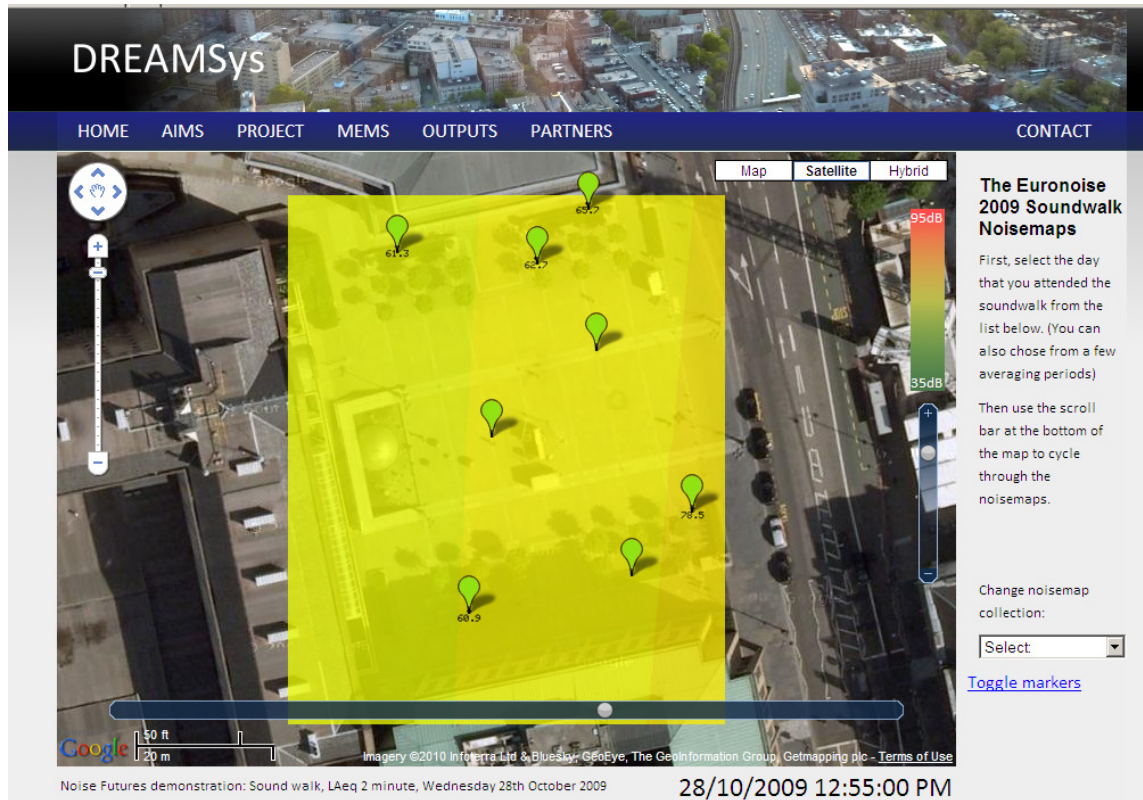 DREAMSys
HOME AIMS PROJECT MEMS OUTPUTS PARTNERS CONTACT
Map Satellite Hybrid
65.7
61.3
62.7
78.5
60.9
95dB
35dB
The Euronoise
2009 Soundwalk
Noisemaps
First, select the day
that you attended the
soundwalk from the
list below. (You can
also chose from a few
averaging periods)
Then use the scroll
bar at the bottom of
the map to cycle
through the
noisemaps.
Change noisemap
collection:
Select:
Toggle markers
Google
50 ft
20 m
Imagery ©2010 Infoterra Ltd & Bluesky, GeoEye, The GeoInformation Group, Getmapping plc - Terms of Use
Noise Futures demonstration: Sound walk, LAeq 2 minute, Wednesday 28th October 2009
28/10/2009 12:55:00 PM